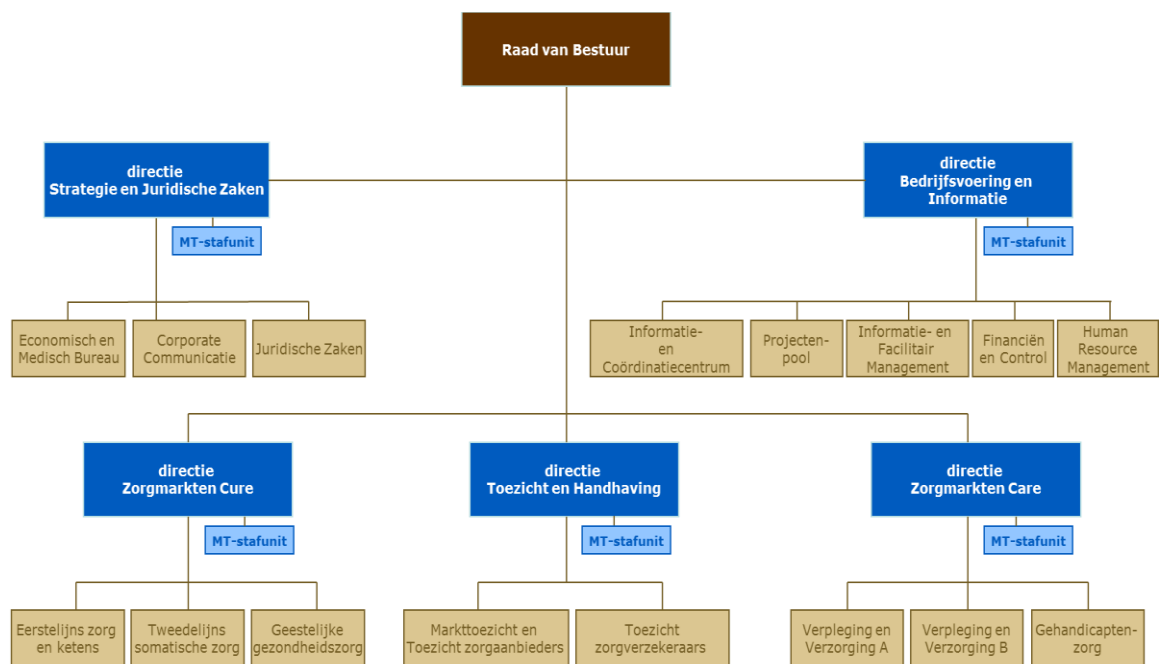 Raad van Bestuur
directie
Strategie en Juridische Zaken
MT-stafunit
directie
Bedrijfsvoering en
Informatie
MT-stafunit
Economisch en
Medisch Bureau
Corporate
Communicatie
Juridische Zaken
Informatie-
en
Coördinatiecentrum
Projecten-
pool
Informatie- en
Facilitair
Management
Financiën
en Control
Human
Resource
Management
directie
Zorgmarkten Cure
MT-stafunit
directie
Toezicht en Handhaving
MT-stafunit
directie
Zorgmarkten Care
MT-stafunit
Eerstelijns zorg
en ketens
Tweedelijns
somatische zorg
Geestelijke
gezondheidszorg
Markttoezicht en
Toezicht zorgaanbieders
Toezicht
zorgverzekeraars
Verpleging en
Verzorging A
Verpleging en
Verzorging B
Gehandicapten-
zorg